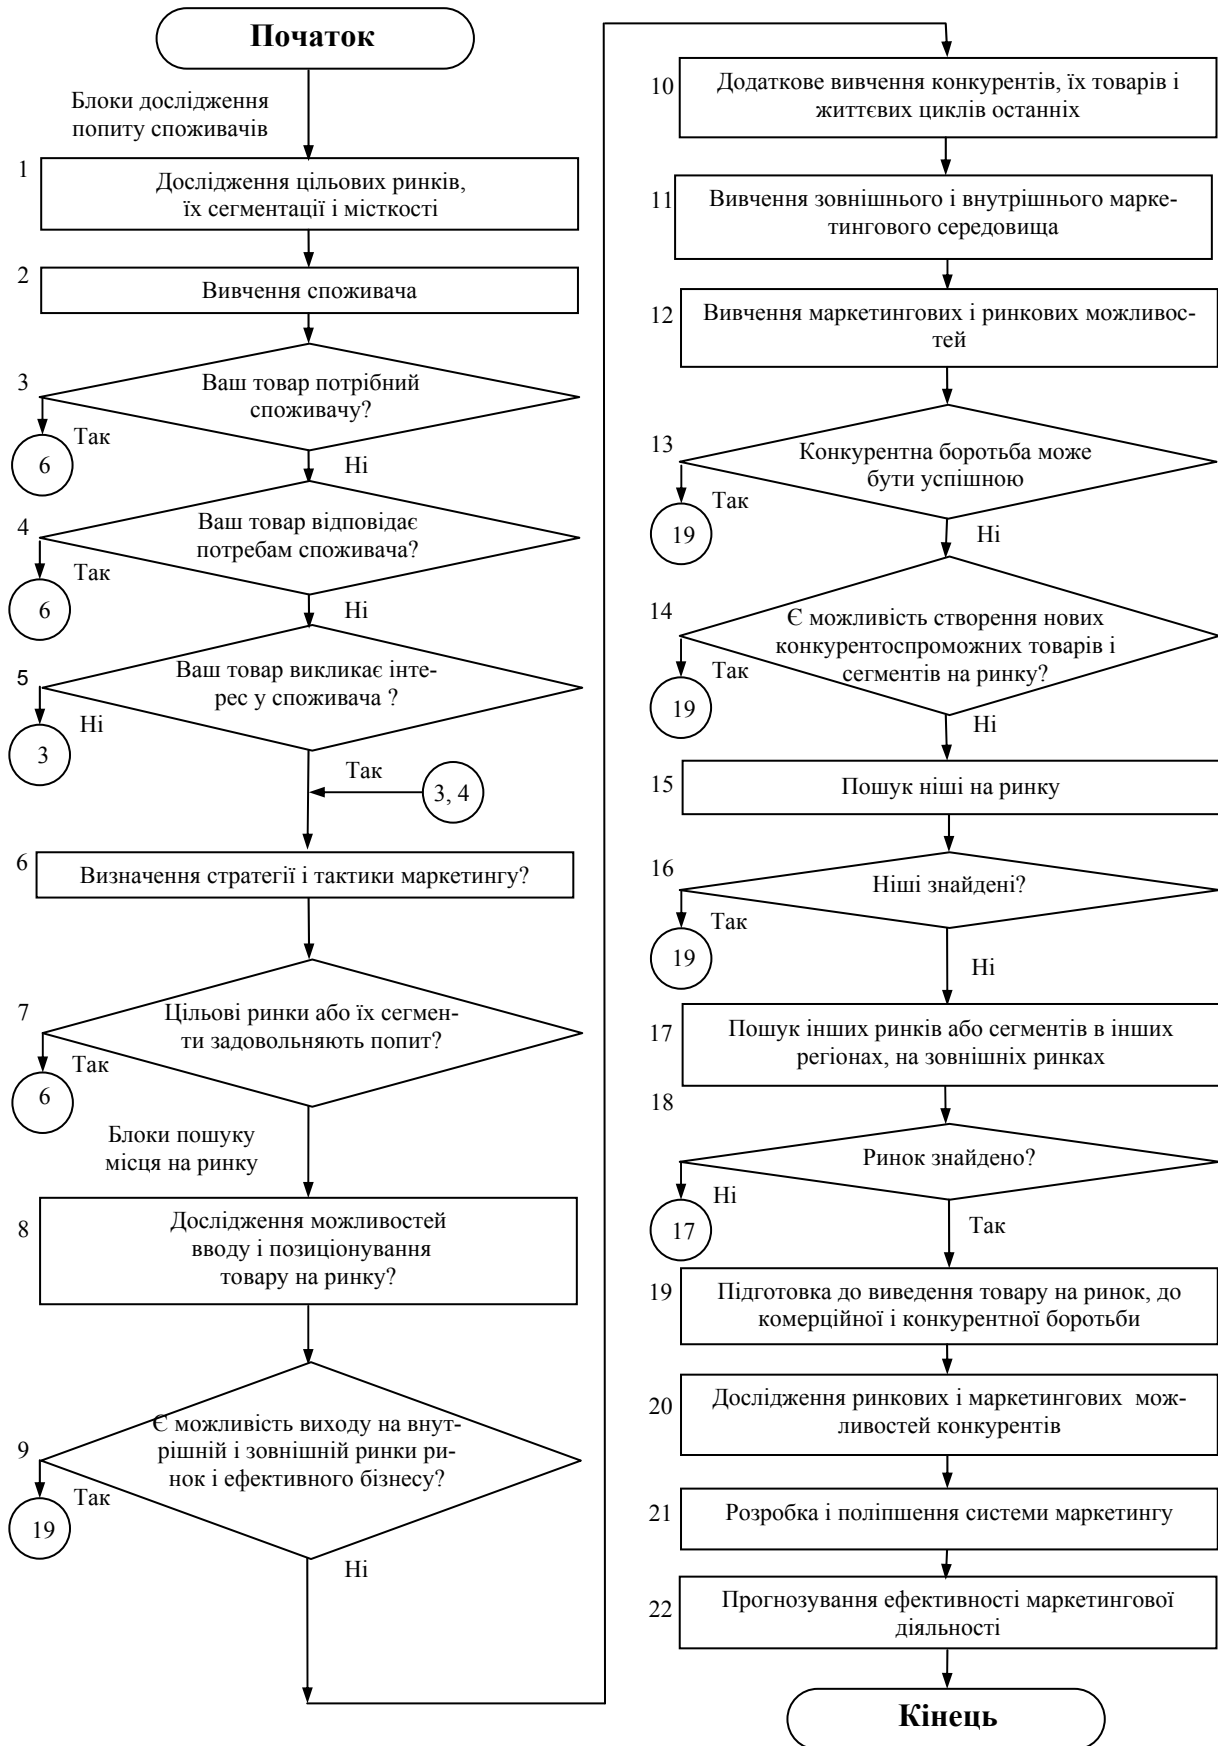 Початок
Блоки дослідження
попиту споживачів
1
Дослідження цільових ринків,
їх сегментації і місткості
2
Вивчення споживача
3
Ваш товар потрібний
споживачу?
Так
6
Ні
4
Ваш товар відповідає
потребам споживача?
Так
6
Ні
5
Ваш товар викликає інте-
рес у споживача ?
Ні
3
Так
3, 4
6
Визначення стратегії і тактики маркетингу?
7
Цільові ринки або їх сегмен-
ти задовольняють попит?
Так
6
Блоки пошуку
місця на ринку
8
Дослідження можливостей
вводу і позиціонування
товару на ринку?
9
Є можливість виходу на внут-
рішній і зовнішній ринки ри-
нок і ефективного бізнесу?
Так
19
Ні
10
Додаткове вивчення конкурентів, їх товарів і
життєвих циклів останніх
11
Вивчення зовнішнього і внутрішнього марке-
тингового середовища
12
Вивчення маркетингових і ринкових можливос-
тей
13
Конкурентна боротьба може
бути успішною
Так
19
Ні
14
Є можливість створення нових
конкурентоспроможних товарів і
сегментів на ринку?
Так
19
Ні
15
Пошук ніші на ринку
16
Ніші знайдені?
Так
19
Ні
17
Пошук інших ринків або сегментів в інших
регіонах, на зовнішніх ринках
18
Ринок знайдено?
Ні
17
Так
19
Підготовка до виведення товару на ринок, до
комерційної і конкурентної боротьби
20
Дослідження ринкових і маркетингових мож-
ливостей конкурентів
21
Розробка і поліпшення системи маркетингу
22
Прогнозування ефективності маркетингової
діяльності
Кінець